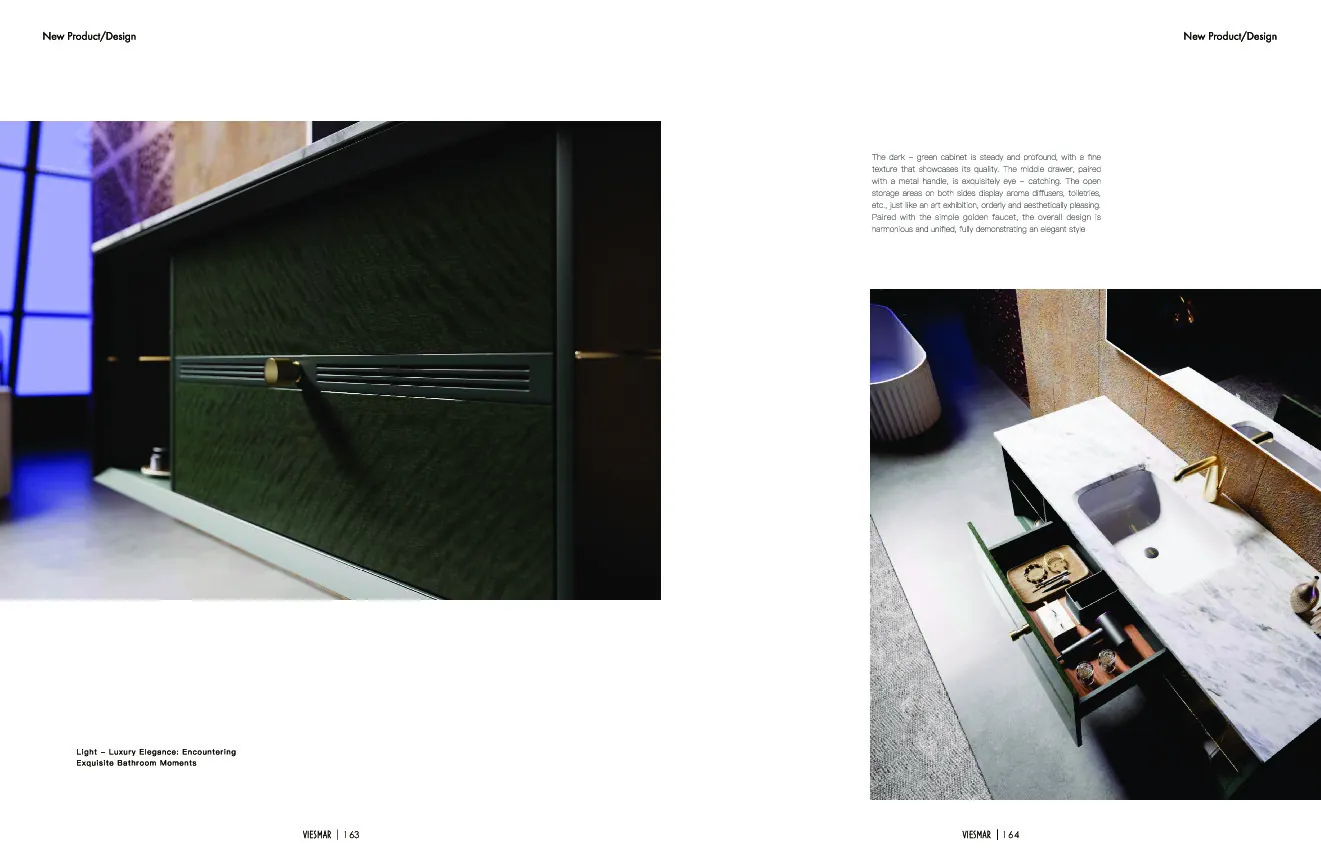 New Product/Design
New Product/Design
The dark – green cabinet is steady and profound, with a fine
texture that showcases its quality. The middle drawer, paired
with a metal handle, is exquisitely eye – catching. The open
storage areas on both sides display aroma diffusers, toiletries,
etc., just like an art exhibition, orderly and aesthetically pleasing.
Paired with the simple golden faucet, the overall design is
harmonious and unified, fully demonstrating an elegant style
Light – Luxury Elegance: Encountering
Exquisite Bathroom Moments
VIESMAR | 163
VIESMAR | 164